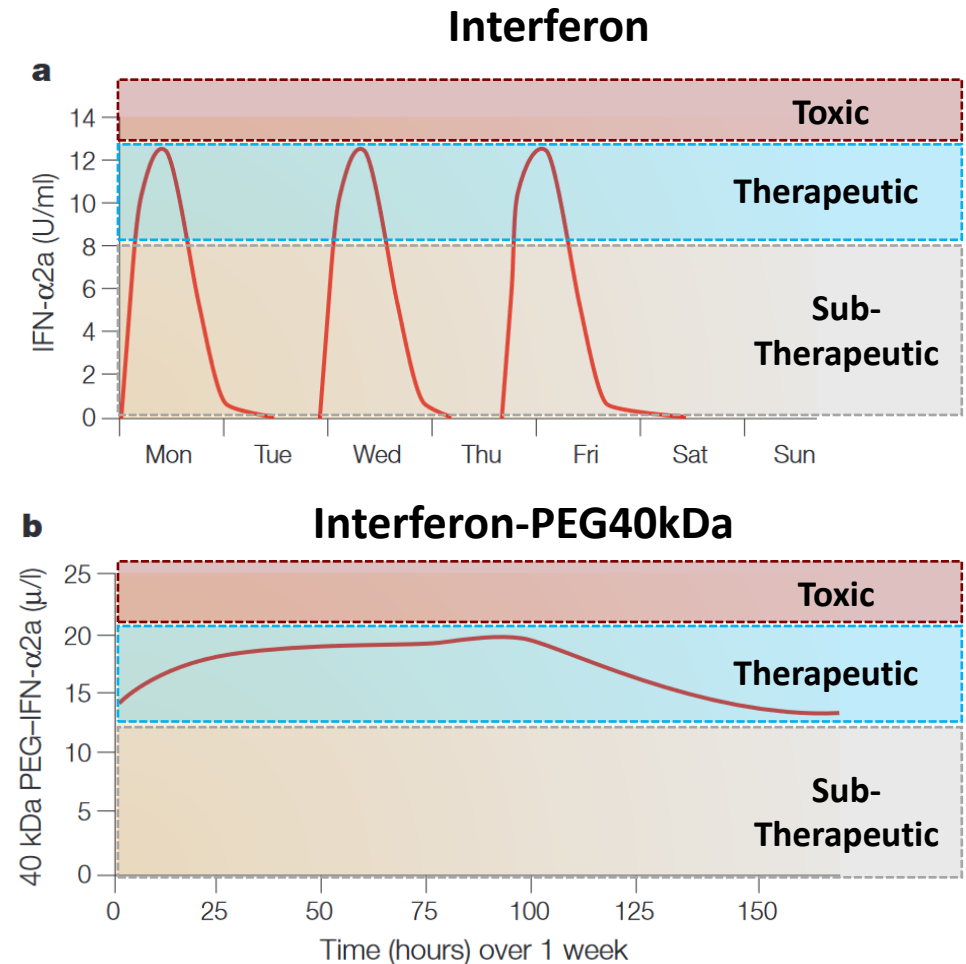 Interferon
a
IFN-α2a (U/ml)
14
12
10
8
6
4
2
0
Toxic
Therapeutic
Sub-
Therapeutic
Mon Tue Wed Thu Fri Sat Sun
b
Interferon-PEG40kDa
40 kDa PEG–IFN-α2a (μ/l)
25
20
15
10
5
0
Toxic
Therapeutic
Sub-
Therapeutic
0 25 50 75 100 125 150
Time (hours) over 1 week